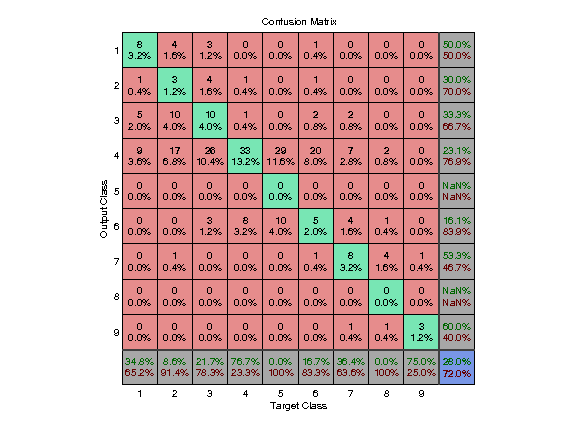 Confusion Matrix
1 8 4 3 0 0 1 0 0 0 50.0%
3.2% 1.6% 1.2% 0.0% 0.0% 0.4% 0.0% 0.0% 0.0% 50.0%
2 1 3 4 1 0 1 0 0 0 30.0%
0.4% 1.2% 1.6% 0.4% 0.0% 0.4% 0.0% 0.0% 0.0% 70.0%
3 5 10 10 1 0 2 2 0 0 33.3%
2.0% 4.0% 4.0% 0.4% 0.0% 0.8% 0.8% 0.0% 0.0% 66.7%
4 9 17 26 33 29 20 7 2 0 23.1%
3.6% 6.8% 10.4% 13.2% 11.6% 8.0% 2.8% 0.8% 0.0% 76.9%
5 0 0 0 0 0 0 0 0 0 NaN%
0.0% 0.0% 0.0% 0.0% 0.0% 0.0% 0.0% 0.0% 0.0% NaN%
6 0 0 3 8 10 5 4 1 0 16.1%
0.0% 0.0% 1.2% 3.2% 4.0% 2.0% 1.6% 0.4% 0.0% 83.9%
7 0 1 0 0 0 1 8 4 1 53.3%
0.0% 0.4% 0.0% 0.0% 0.0% 0.4% 3.2% 1.6% 0.4% 46.7%
8 0 0 0 0 0 0 0 0 0 NaN%
0.0% 0.0% 0.0% 0.0% 0.0% 0.0% 0.0% 0.0% 0.0% NaN%
9 0 0 0 0 0 0 1 1 3 60.0%
0.0% 0.0% 0.0% 0.0% 0.0% 0.0% 0.4% 0.4% 1.2% 40.0%
34.8% 8.6% 21.7% 76.7% 0.0% 16.7% 36.4% 0.0% 75.0% 28.0%
65.2% 91.4% 78.3% 23.3% 100% 83.3% 63.6% 100% 25.0% 72.0%
1 2 3 4 5 6 7 8 9
Target Class
Output Class